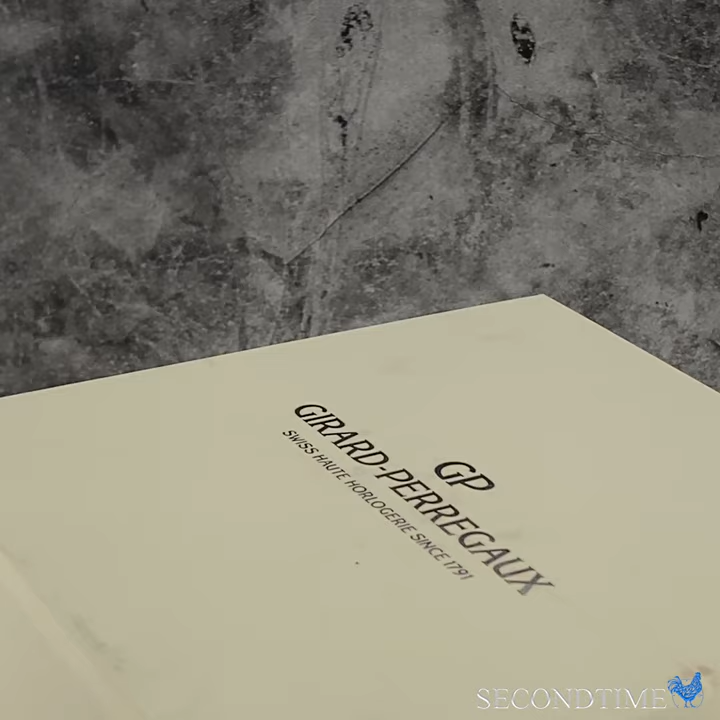 GP
GIRARD-PERREGAUX
SWISS HAUTE HORLOGERIE SINCE 1791
SECONDTIME